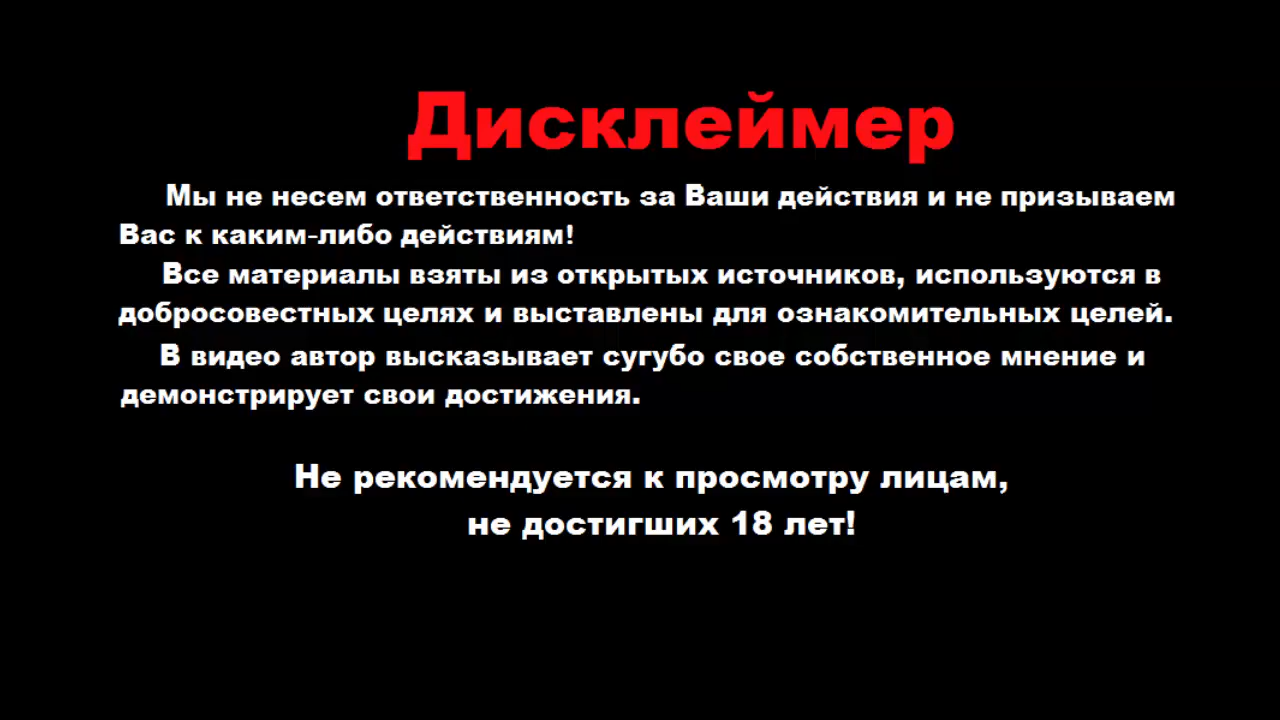 Дисклеймер
Мы не несем ответственность за Ваши действия и не призываем
Вас к каким-либо действиям!
Все материалы взяты из открытых источников, используются в
добросовестных целях и выставлены для ознакомительных целей.
В видео автор высказывает сугубо свое собственное мнение и
демонстрирует свои достижения.
Не рекомендуется к просмотру лицам,
не достигших 18 лет!